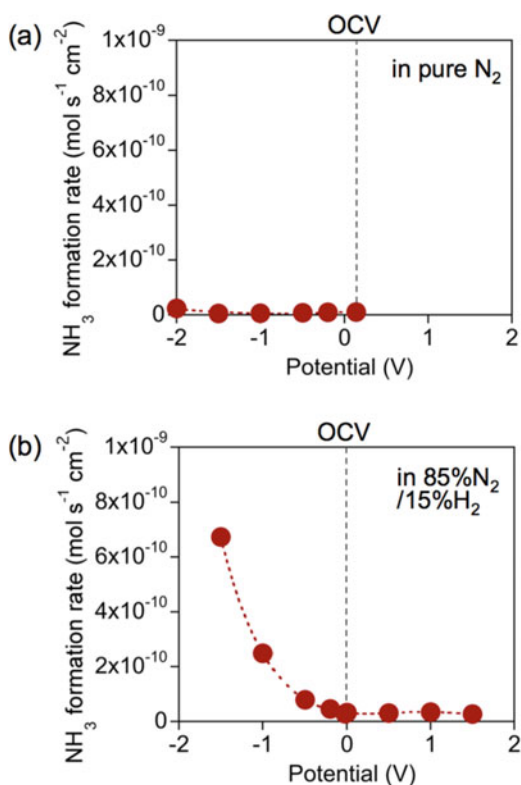 (a)
OCV
in pure N₂
1x10⁻⁹
8x10⁻¹⁰
6x10⁻¹⁰
4x10⁻¹⁰
2x10⁻¹⁰
0
NH₃ formation rate (mol s⁻¹ cm⁻²)
-2 -1 0 1 2
Potential (V)
(b)
OCV
in 85%N₂
/15%H₂
1x10⁻⁹
8x10⁻¹⁰
6x10⁻¹⁰
4x10⁻¹⁰
2x10⁻¹⁰
0
NH₃ formation rate (mol s⁻¹ cm⁻²)
-2 -1 0 1 2
Potential (V)